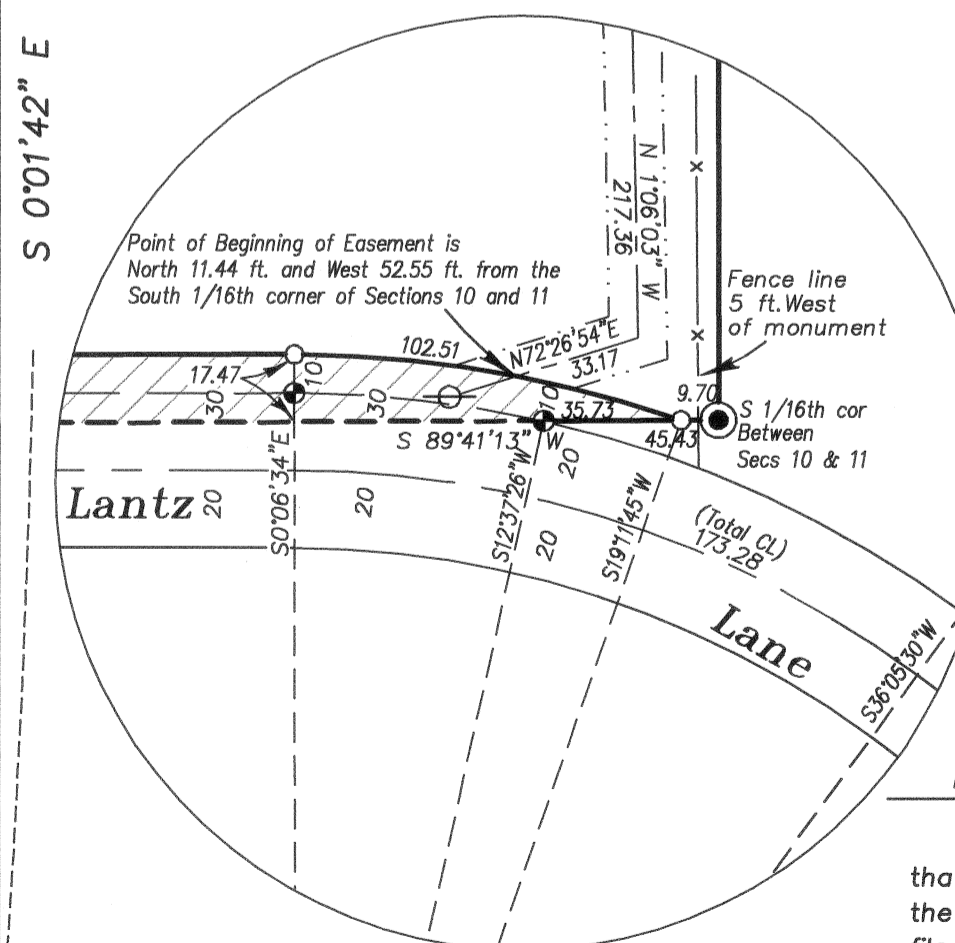 S 0°01'42" E
N 1°06'03" W
217.36
Point of Beginning of Easement is
North 11.44 ft. and West 52.55 ft. from the
South 1/16th corner of Sections 10 and 11
Fence line
5 ft. West
of monument
x
x
102.51
N72°26'54"E
33.17
17.47
10
30
30
10
35.73
9.70
45.43
S 1/16th cor
Between
Secs 10 & 11
S 89°41'13" W
20
Lantz
20
20
S0°06'34"E
S12°37'26"W
20
S19°11'45"W
(Total CL)
173.28
Lane
S36°05'30"W
tha
the